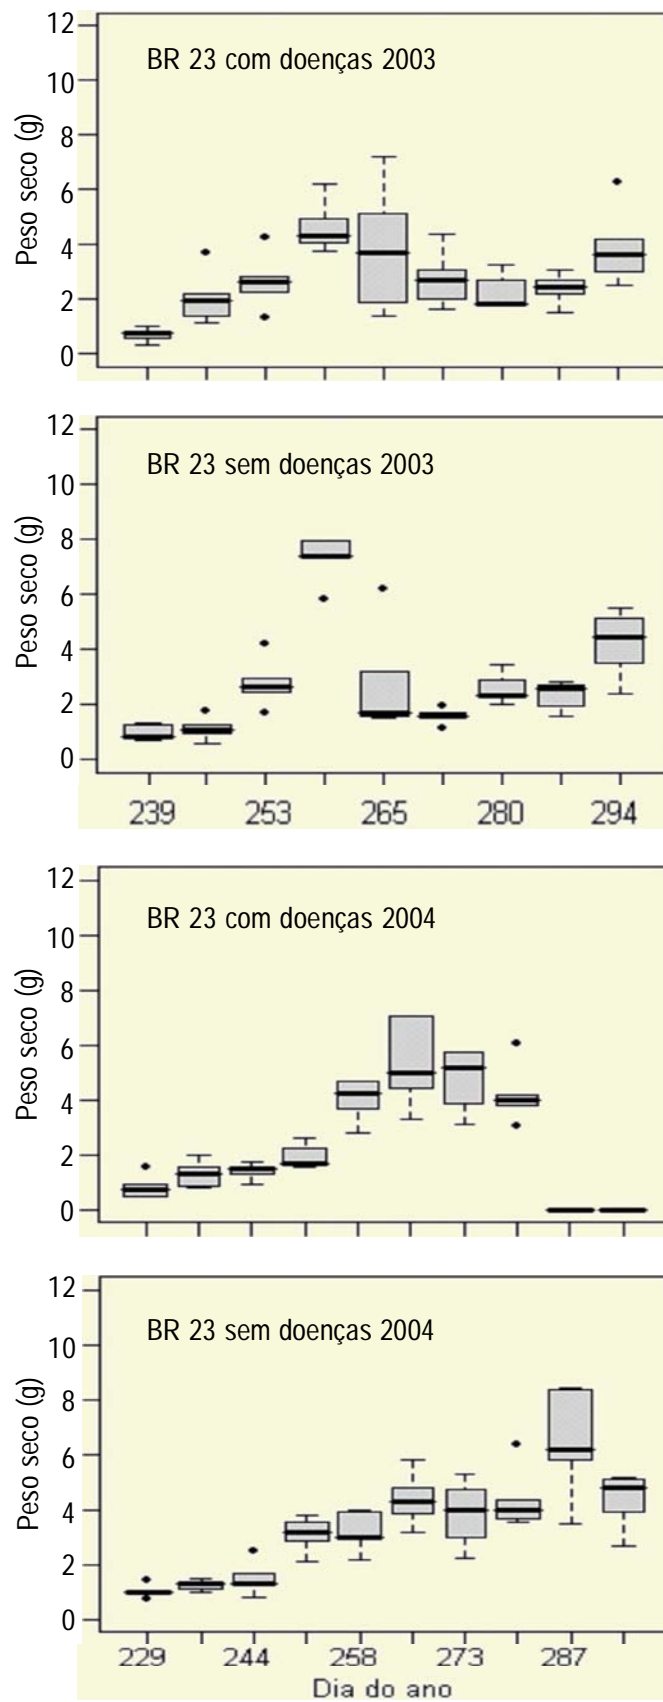 BR 23 com doenças 2003
Peso seco (g)
12
10
8
6
4
2
0
BR 23 sem doenças 2003
Peso seco (g)
12
10
8
6
4
2
0
239 253 265 280 294
BR 23 com doenças 2004
Peso seco (g)
12
10
8
6
4
2
0
BR 23 sem doenças 2004
Peso seco (g)
12
10
8
6
4
2
0
229 244 258 273 287
Dia do ano